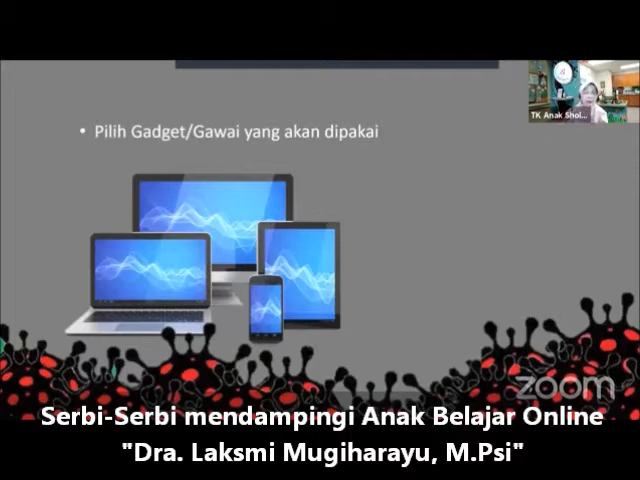 • Pilih Gadget/Gawai yang akan dipakai
TK Anak Shol...
zoom
Serbi-Serbi mendampingi Anak Belajar Online
"Dra. Laksmi Mugiharayu, M.Psi"